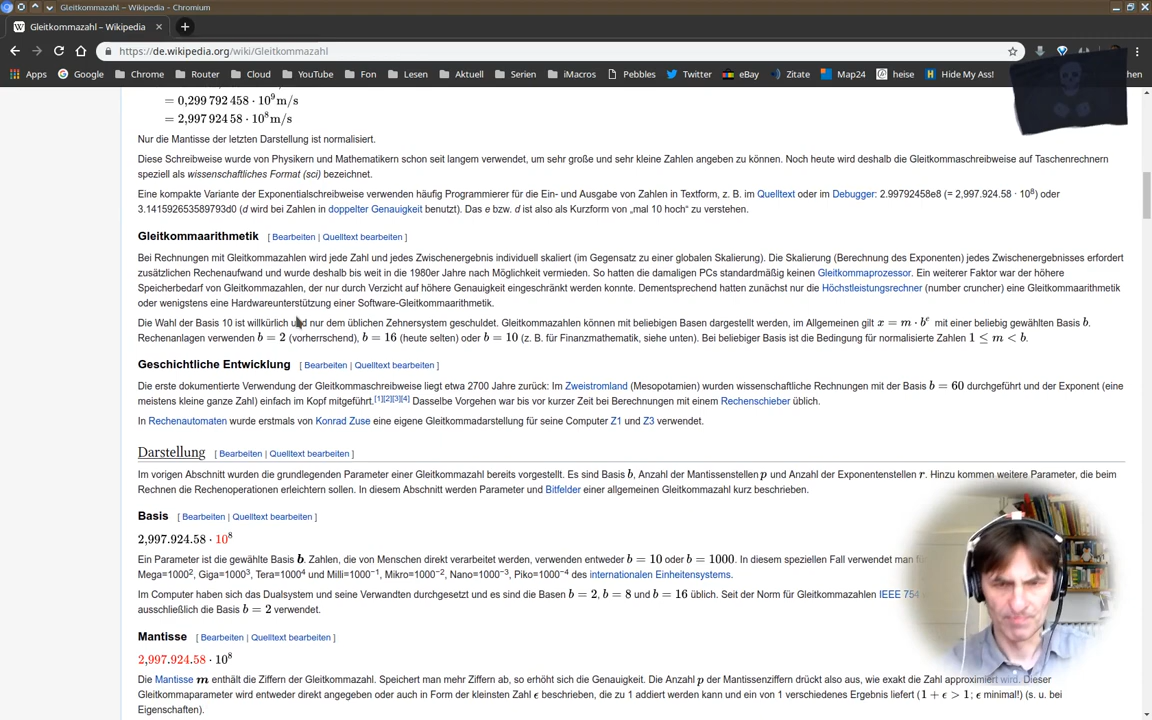 Gleitkommazahl – Wikipedia - Chromium
W Gleitkommazahl – Wikipedia
https://de.wikipedia.org/wiki/Gleitkommazahl
Apps Google Chrome Router Cloud YouTube Fon Lesen Aktuell Serien iMacros Pebbles Twitter eBay Zitate Map24 heise Hide My Ass!
= 0,299 792 458 · 10⁹m/s
= 2,997 924 58 · 10⁸m/s
Nur die Mantisse der letzten Darstellung ist normalisiert.
Diese Schreibweise wurde von Physikern und Mathematikern schon seit langem verwendet, um sehr große und sehr kleine Zahlen angeben zu können. Noch heute wird deshalb die Gleitkommaschreibweise auf Taschenrechnern
speziell als wissenschaftliches Format (sci) bezeichnet.
Eine kompakte Variante der Exponentialschreibweise verwenden häufig Programmierer für die Ein- und Ausgabe von Zahlen in Textform, z. B. im Quelltext oder im Debugger: 2.99792458e8 (= 2,997.924.58 · 10⁸) oder
3.141592653589793d0 (d wird bei Zahlen in doppelter Genauigkeit benutzt). Das e bzw. d ist also als Kurzform von „mal 10 hoch“ zu verstehen.
Gleitkommaarithmetik [ Bearbeiten | Quelltext bearbeiten ]
Bei Rechnungen mit Gleitkommazahlen wird jede Zahl und jedes Zwischenergebnis individuell skaliert (im Gegensatz zu einer globalen Skalierung). Die Skalierung (Berechnung des Exponenten) jedes Zwischenergebnisses erfordert
zusätzlichen Rechenaufwand und wurde deshalb bis weit in die 1980er Jahre nach Möglichkeit vermieden. So hatten die damaligen PCs standardmäßig keinen Gleitkommaprozessor. Ein weiterer Faktor war der höhere
Speicherbedarf von Gleitkommazahlen, der nur durch Verzicht auf höhere Genauigkeit eingeschränkt werden konnte. Dementsprechend hatten zunächst nur die Höchstleistungsrechner (number cruncher) eine Gleitkommaarithmetik
oder wenigstens eine Hardwareunterstützung einer Software-Gleitkommaarithmetik.
Die Wahl der Basis 10 ist willkürlich und nur dem üblichen Zehnersystem geschuldet. Gleitkommazahlen können mit beliebigen Basen dargestellt werden, im Allgemeinen gilt x = m · bᵉ mit einer beliebig gewählten Basis b.
Rechenanlagen verwenden b = 2 (vorherrschend), b = 16 (heute selten) oder b = 10 (z. B. für Finanzmathematik, siehe unten). Bei beliebiger Basis ist die Bedingung für normalisierte Zahlen 1 ≤ m < b.
Geschichtliche Entwicklung [ Bearbeiten | Quelltext bearbeiten ]
Die erste dokumentierte Verwendung der Gleitkommaschreibweise liegt etwa 2700 Jahre zurück: Im Zweistromland (Mesopotamien) wurden wissenschaftliche Rechnungen mit der Basis b = 60 durchgeführt und der Exponent (eine
meistens kleine ganze Zahl) einfach im Kopf mitgeführt.[1][2][3][4] Dasselbe Vorgehen war bis vor kurzer Zeit bei Berechnungen mit einem Rechenschieber üblich.
In Rechenautomaten wurde erstmals von Konrad Zuse eine eigene Gleitkommadarstellung für seine Computer Z1 und Z3 verwendet.
Darstellung [ Bearbeiten | Quelltext bearbeiten ]
Im vorigen Abschnitt wurden die grundlegenden Parameter einer Gleitkommazahl bereits vorgestellt. Es sind Basis b, Anzahl der Mantissenstellen p und Anzahl der Exponentenstellen r. Hinzu kommen weitere Parameter, die beim
Rechnen die Rechenoperationen erleichtern sollen. In diesem Abschnitt werden Parameter und Bitfelder einer allgemeinen Gleitkommazahl kurz beschrieben.
Basis [ Bearbeiten | Quelltext bearbeiten ]
2,997.924.58 · 10⁸
Ein Parameter ist die gewählte Basis b. Zahlen, die von Menschen direkt verarbeitet werden, verwenden entweder b = 10 oder b = 1000. In diesem speziellen Fall verwendet man
Mega=1000², Giga=1000³, Tera=1000⁴ und Milli=1000⁻¹, Mikro=1000⁻², Nano=1000⁻³, Piko=1000⁻⁴ des internationalen Einheitensystems.
Im Computer haben sich das Dualsystem und seine Verwandten durchgesetzt und es sind die Basen b = 2, b = 8 und b = 16 üblich. Seit der Norm für Gleitkommazahlen IEEE 754
ausschließlich die Basis b = 2 verwendet.
Mantisse [ Bearbeiten | Quelltext bearbeiten ]
2,997.924.58 · 10⁸
Die Mantisse m enthält die Ziffern der Gleitkommazahl. Speichert man mehr Ziffern ab, so erhöht sich die Genauigkeit. Die Anzahl p der Mantissenziffern drückt also aus, wie exakt die Zahl approximiert wird. Dieser
Gleitkommaparameter wird entweder direkt angegeben oder auch in Form der kleinsten Zahl ϵ beschrieben, die zu 1 addiert werden kann und ein von 1 verschiedenes Ergebnis liefert (1 + ϵ > 1; ϵ minimal!) (s. u. bei
Eigenschaften).